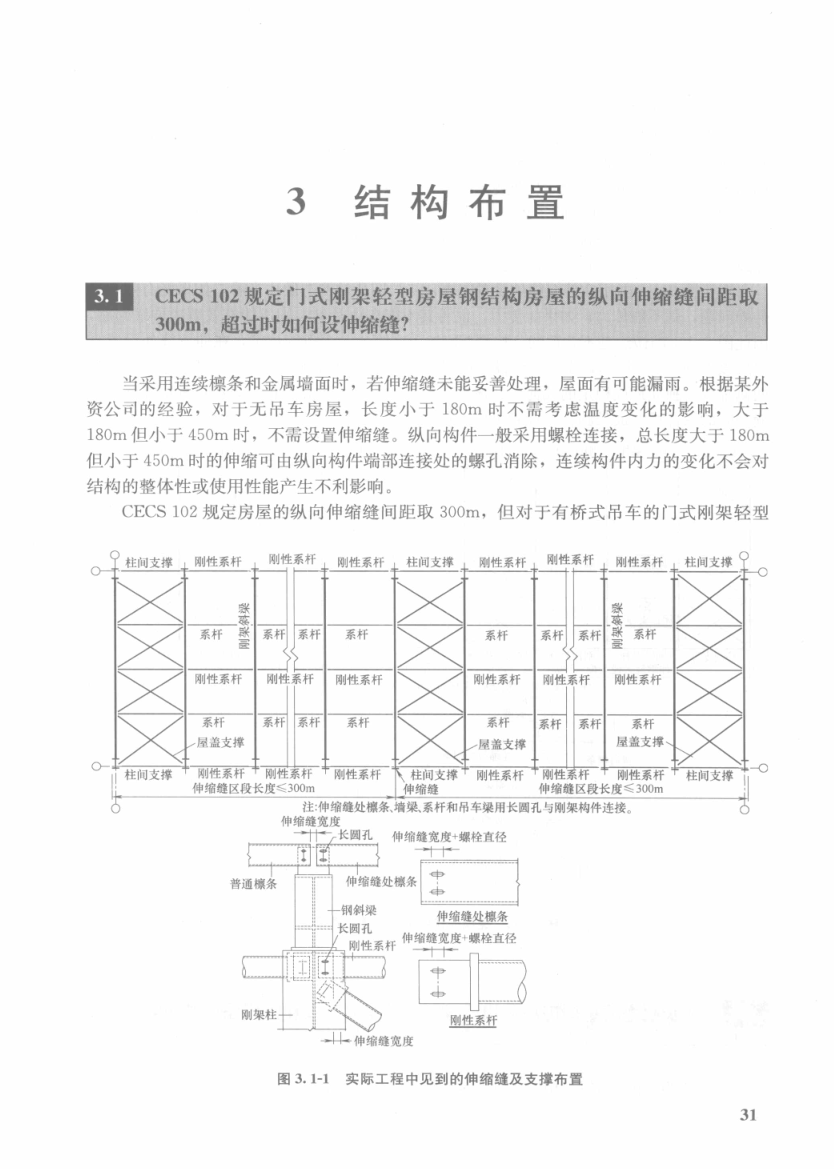 3 结构布置
3.1 CECS 102 规定门式刚架轻型房屋钢结构房屋的纵向伸缩缝间距取
300m，超过时如何设伸缩缝？
当采用连续檩条和金属墙面时，若伸缩缝未能妥善处理，屋面有可能漏雨。根据某外
资公司的经验，对于无吊车房屋，长度小于 180m 时不需考虑温度变化的影响，大于
180m 但小于 450m 时，不需设置伸缩缝。纵向构件一般采用螺栓连接，总长度大于 180m
但小于 450m 时的伸缩可由纵向构件端部连接处的螺孔消除，连续构件内力的变化不会对
结构的整体性或使用性能产生不利影响。
CECS 102 规定房屋的纵向伸缩缝间距取 300m，但对于有桥式吊车的门式刚架轻型
柱间支撑 刚性系杆 刚性系杆 刚性系杆 柱间支撑 刚性系杆 刚性系杆 刚性系杆 柱间支撑
刚架斜梁 刚架斜梁
系杆 系杆 系杆 系杆 系杆 系杆 系杆 系杆
刚性系杆 刚性系杆 刚性系杆 刚性系杆 刚性系杆 刚性系杆
系杆 系杆 系杆 系杆 系杆 系杆 系杆 系杆
屋盖支撑 屋盖支撑 屋盖支撑
柱间支撑 刚性系杆 刚性系杆 刚性系杆 柱间支撑 刚性系杆 刚性系杆 刚性系杆 柱间支撑
伸缩缝区段长度≤300m 伸缩缝 伸缩缝区段长度≤300m
注:伸缩缝处檩条、墙梁、系杆和吊车梁用长圆孔与刚架构件连接。
伸缩缝宽度
长圆孔 伸缩缝宽度+螺栓直径
普通檩条 伸缩缝处檩条
钢斜梁 伸缩缝处檩条
长圆孔
刚性系杆 伸缩缝宽度+螺栓直径
刚架柱 刚性系杆
伸缩缝宽度
图 3.1-1 实际工程中见到的伸缩缝及支撑布置
31